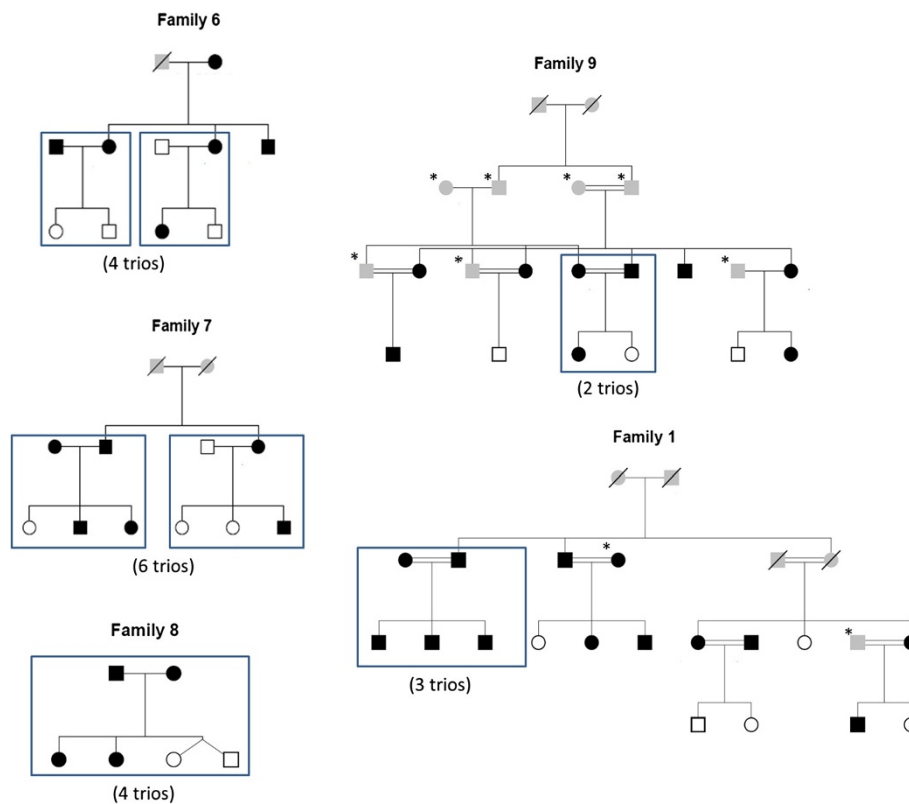 Family 6
(4 trios)
Family 7
(6 trios)
Family 8
(4 trios)
Family 9
* *
* *
* * *
(2 trios)
Family 1
*
(3 trios)
*